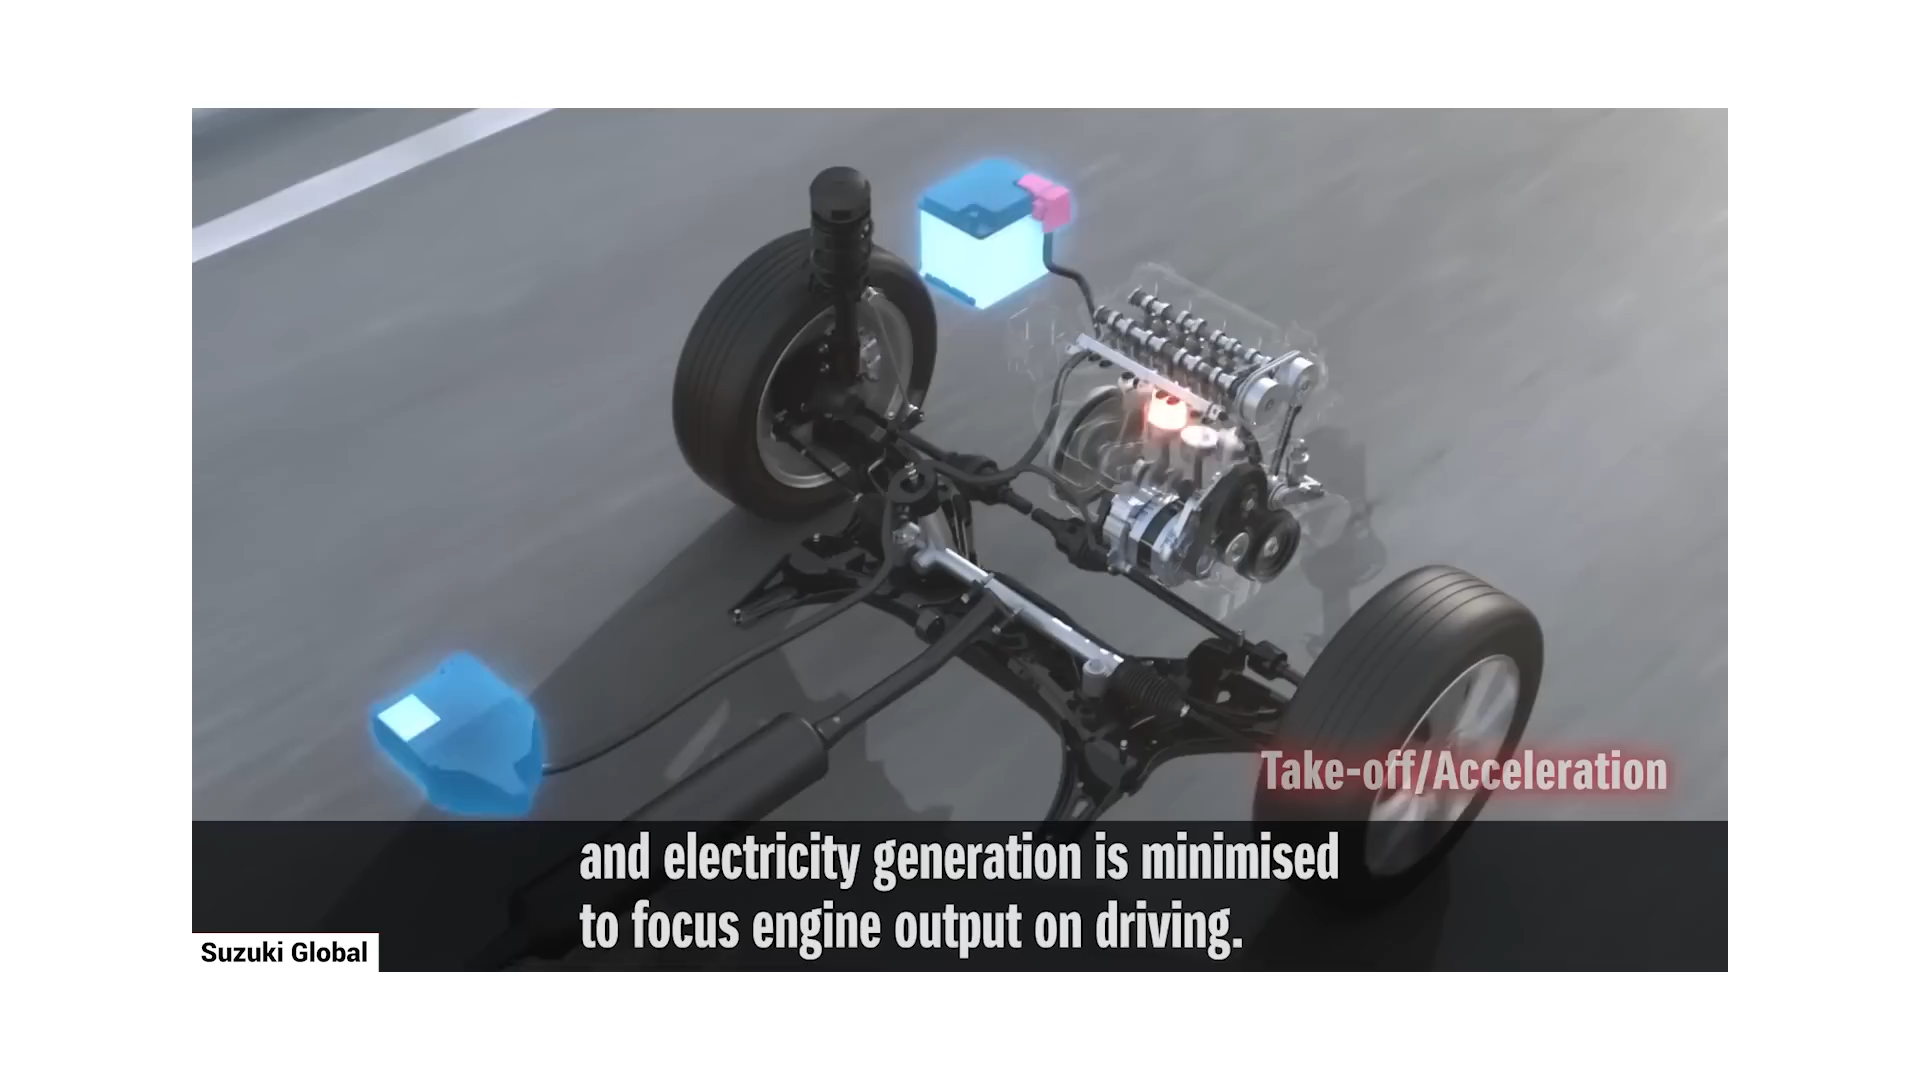 Take-off/Acceleration
and electricity generation is minimised
to focus engine output on driving.
Suzuki Global